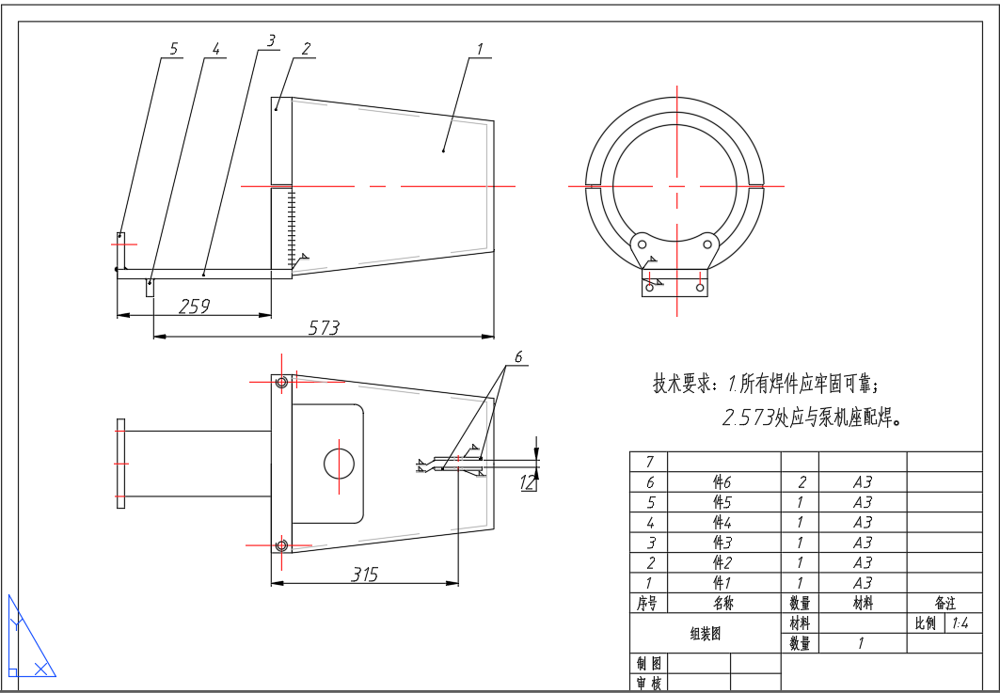 5 4 3 2 1
259
573
6
12
315
技术要求：1.所有焊件应牢固可靠；
2.573处应与泵机座配焊。
7
6 件6 2 A3
5 件5 1 A3
4 件4 1 A3
3 件3 1 A3
2 件2 1 A3
1 件1 1 A3
序号 名称 数量 材料 备注
组装图 材料 比例 1:4
数量 1
制图
审核
Y
X